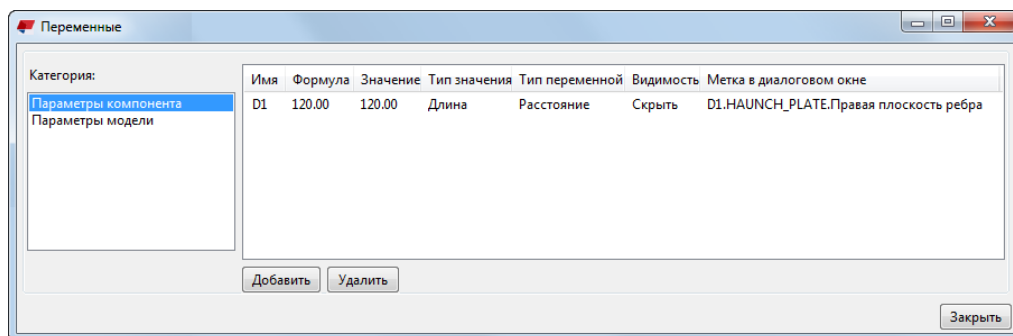 Переменные
Категория:
Параметры компонента
Параметры модели
Имя Формула Значение Тип значения Тип переменной Видимость Метка в диалоговом окне
D1 120.00 120.00 Длина Расстояние Скрыть D1.HAUNCH_PLATE.Правая плоскость ребра
Добавить Удалить
Закрыть